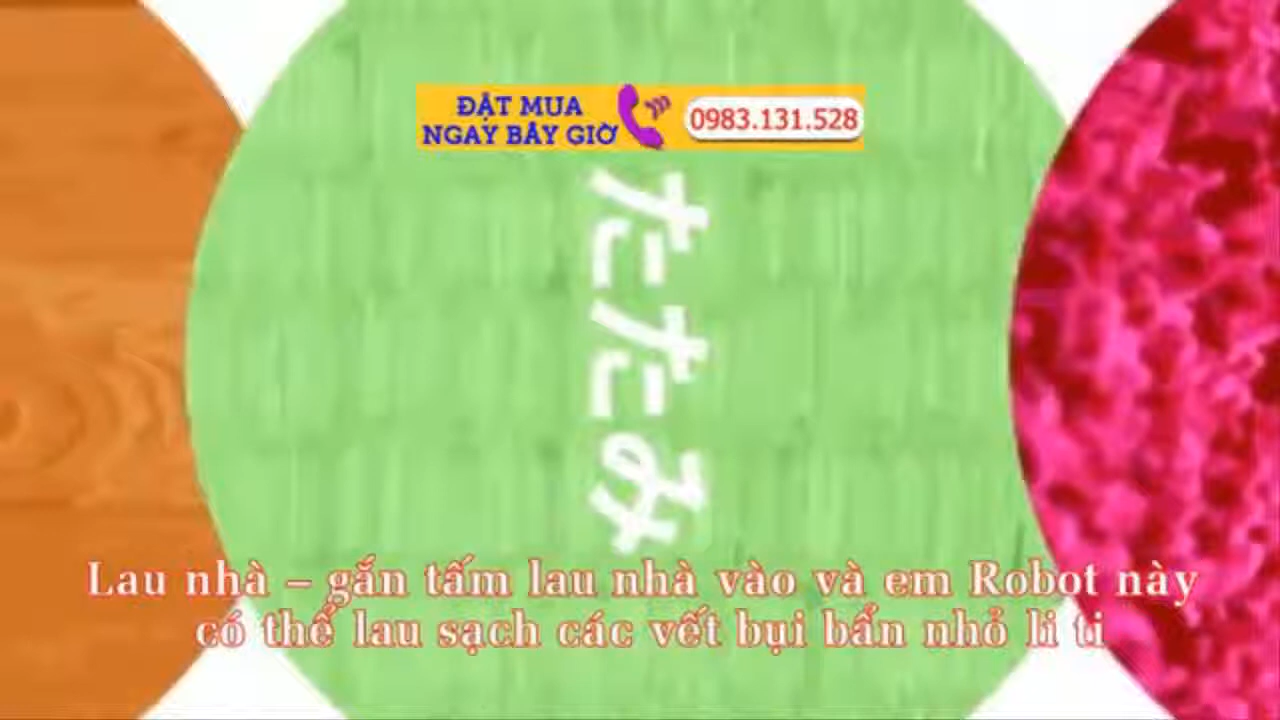 ĐẶT MUA
NGAY BÂY GIỜ
0983.131.528
たたみ
Lau nhà – gắn tấm lau nhà vào và em Robot này
có thể lau sạch các vết bụi bẩn nhỏ li ti